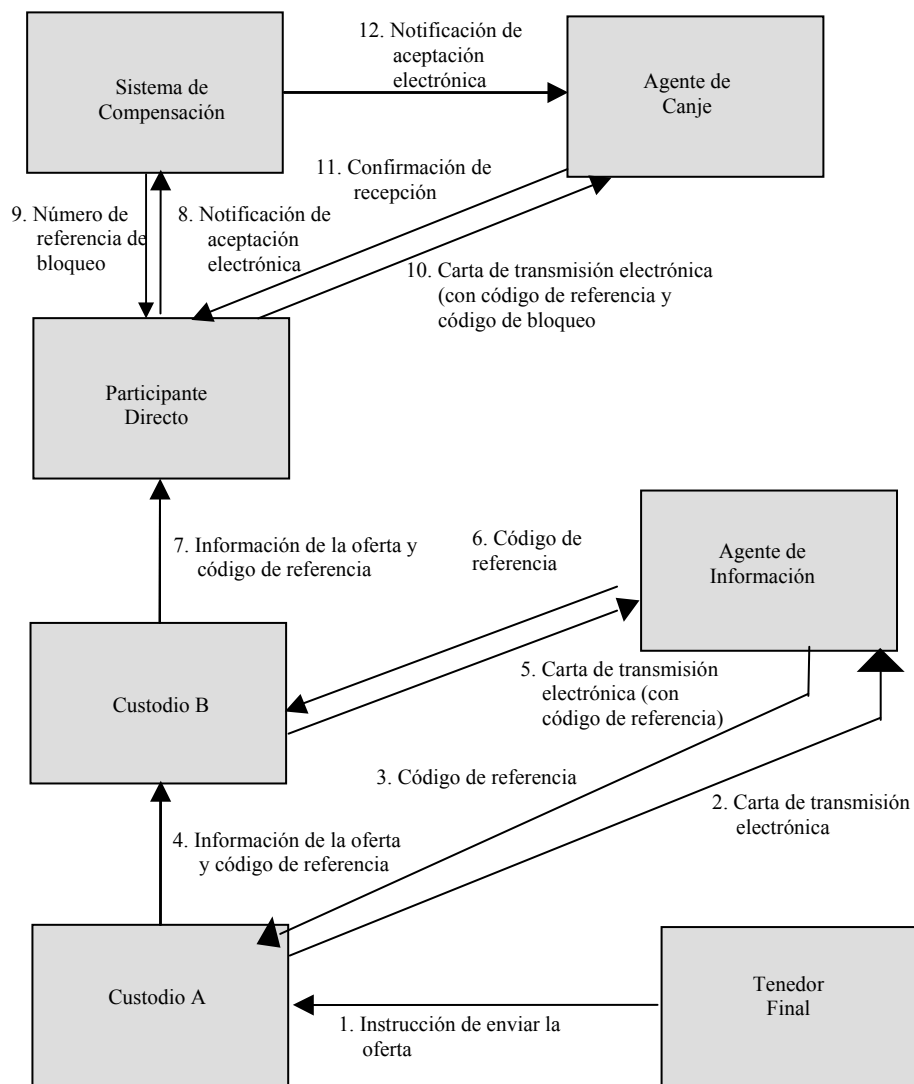 12. Notificación de
aceptación
electrónica
Sistema de
Compensación
Agente de
Canje
11. Confirmación de
recepción
9. Número de
referencia de
bloqueo
8. Notificación de
aceptación
electrónica
10. Carta de transmisión electrónica
(con código de referencia y
código de bloqueo
Participante
Directo
7. Información de la oferta y
código de referencia
6. Código de
referencia
Agente de
Información
Custodio B
5. Carta de transmisión
electrónica (con
código de referencia)
3. Código de referencia
2. Carta de transmisión
electrónica
4. Información de la oferta
y código de referencia
Custodio A
Tenedor
Final
1. Instrucción de enviar la
oferta